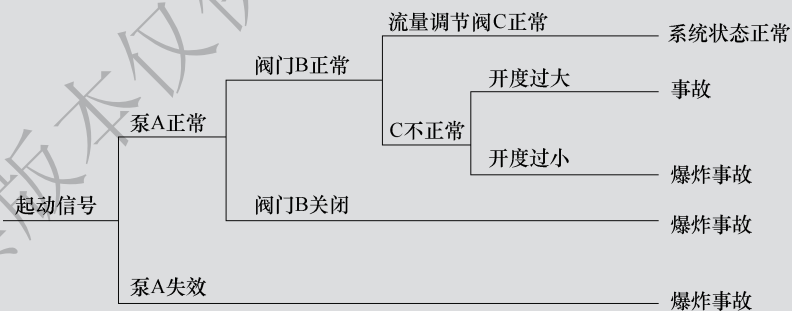 流量调节阀C正常
系统状态正常
阀门B正常
开度过大
事故
泵A正常
C不正常
开度过小
爆炸事故
起动信号
阀门B关闭
爆炸事故
泵A失效
爆炸事故
版本仅